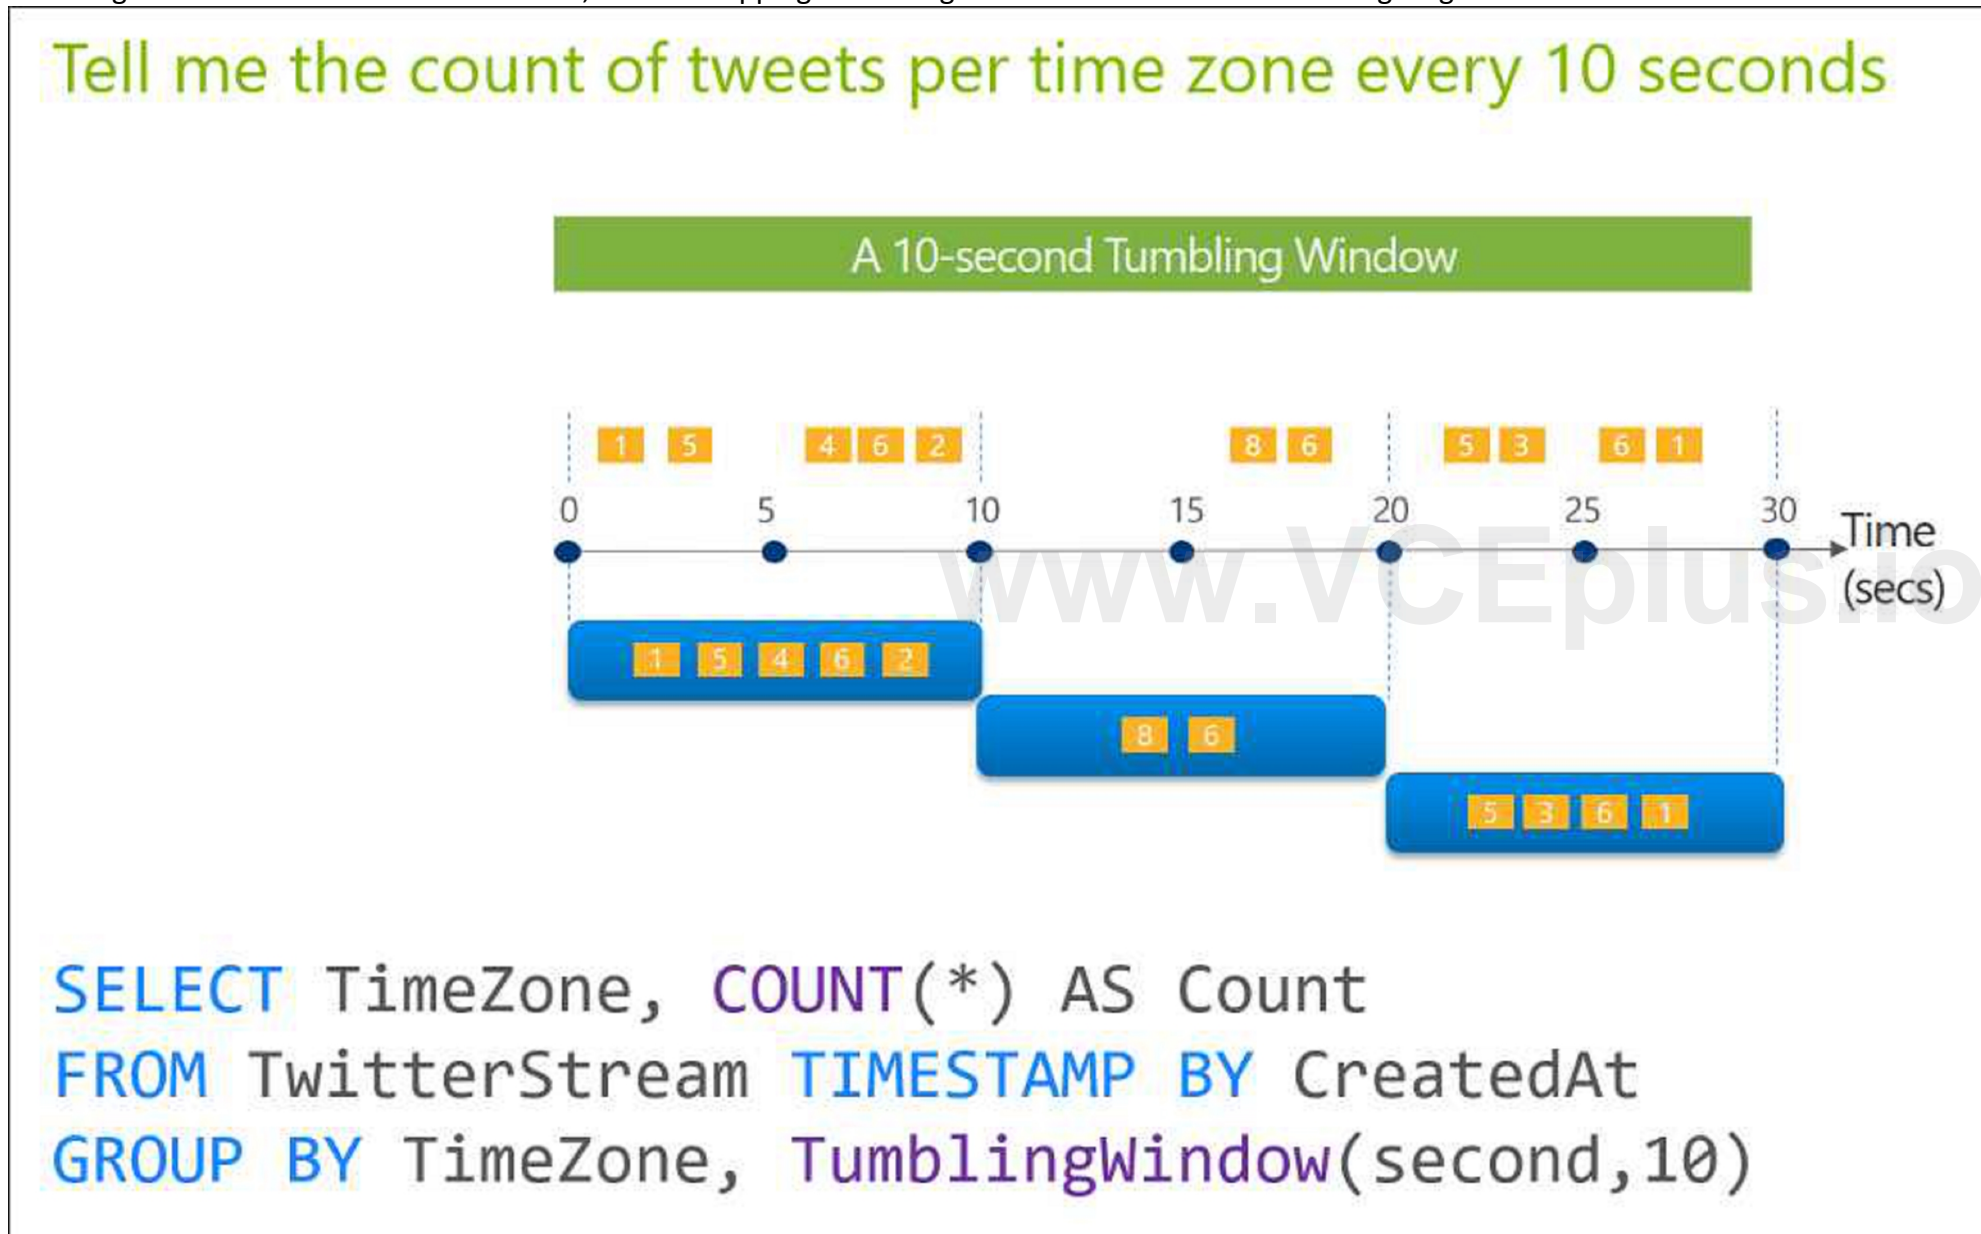 Tell me the count of tweets per time zone every 10 seconds
A 10-second Tumbling Window
1 5 4 6 2 8 6 5 3 6 1
0 5 10 15 20 25 30
Time
(secs)
www.VCEplus.io
1 5 4 6 2
8 6
5 3 6 1
SELECT TimeZone, COUNT(*) AS Count
FROM TwitterStream TIMESTAMP BY CreatedAt
GROUP BY TimeZone, TumblingWindow(second,10)